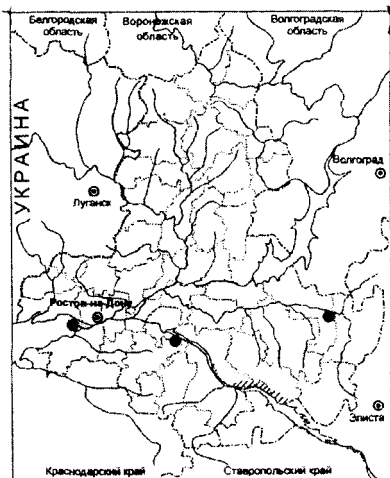 Белгородская
область
Воронежская
область
Волгоградская
область
УКРАИНА
Волгоград
Луганск
Ростов-на-Дону
Элиста
Краснодарский край
Ставропольский край